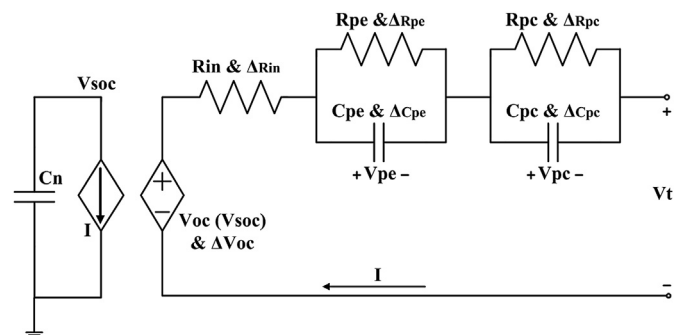 Rpe &ΔRpe
Rpc & ΔRpc
Rin & ΔRin
Vsoc
Cpe & ΔCpe
Cpc & ΔCpc
+
Cn
+Vpe–
+Vpc–
+
Vt
I
–
Voc (Vsoc)
& ΔVoc
I
–